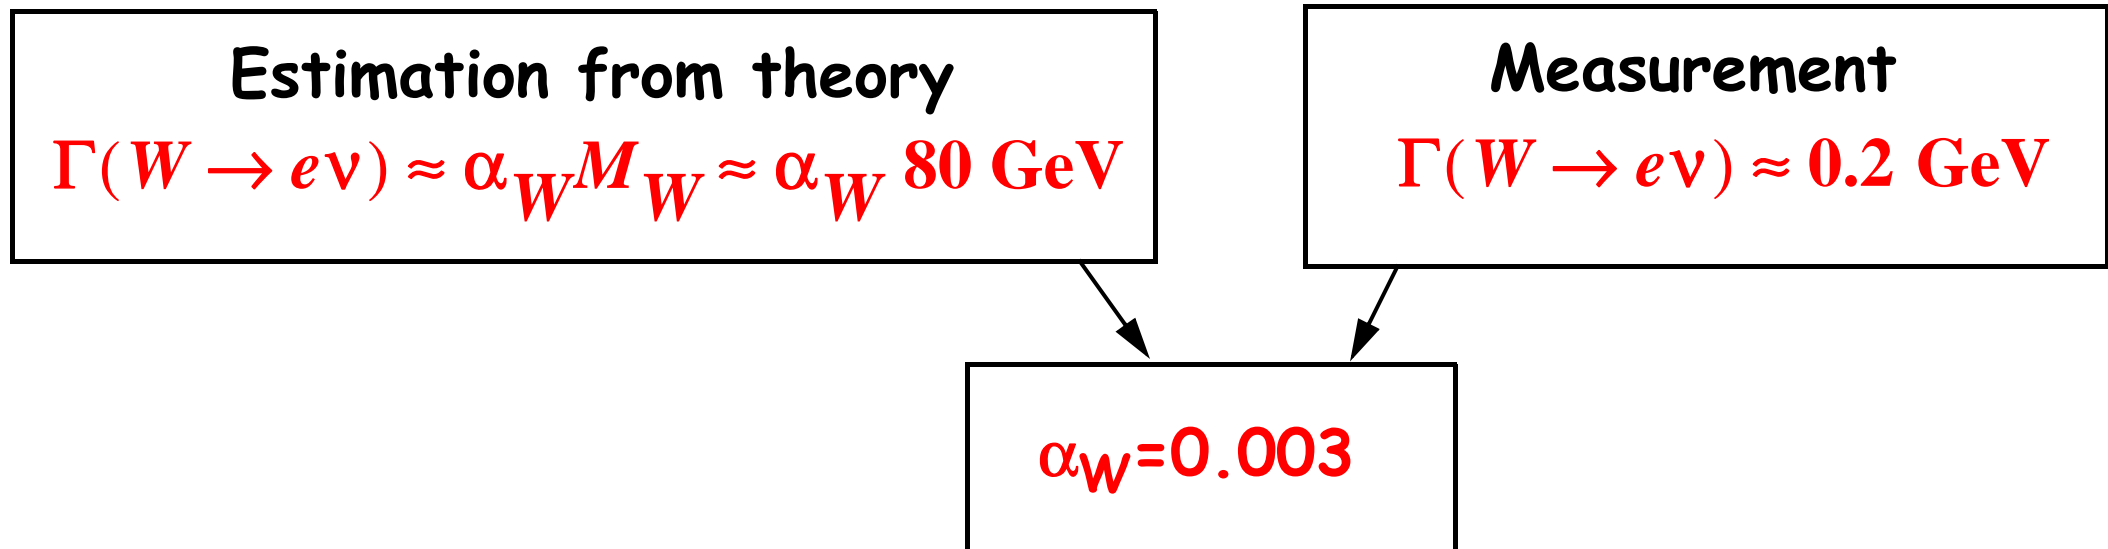 Estimation from theory
Γ(W → eν) ≈ α_W M_W ≈ α_W 80 GeV
Measurement
Γ(W → eν) ≈ 0.2 GeV
α_W=0.003